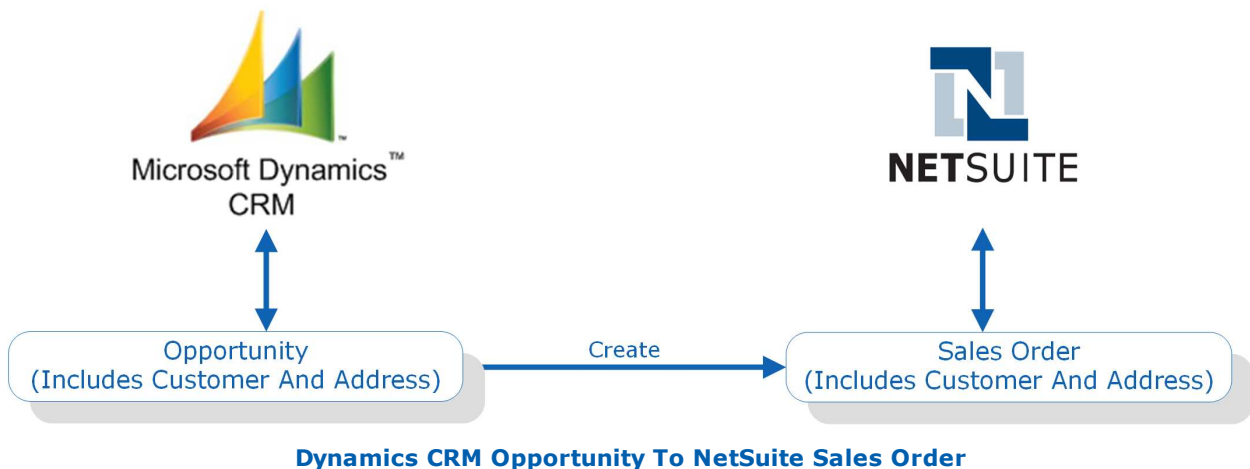 Microsoft Dynamics™
CRM
NETSUITE
Opportunity
(Includes Customer And Address)
Create
Sales Order
(Includes Customer And Address)
Dynamics CRM Opportunity To NetSuite Sales Order